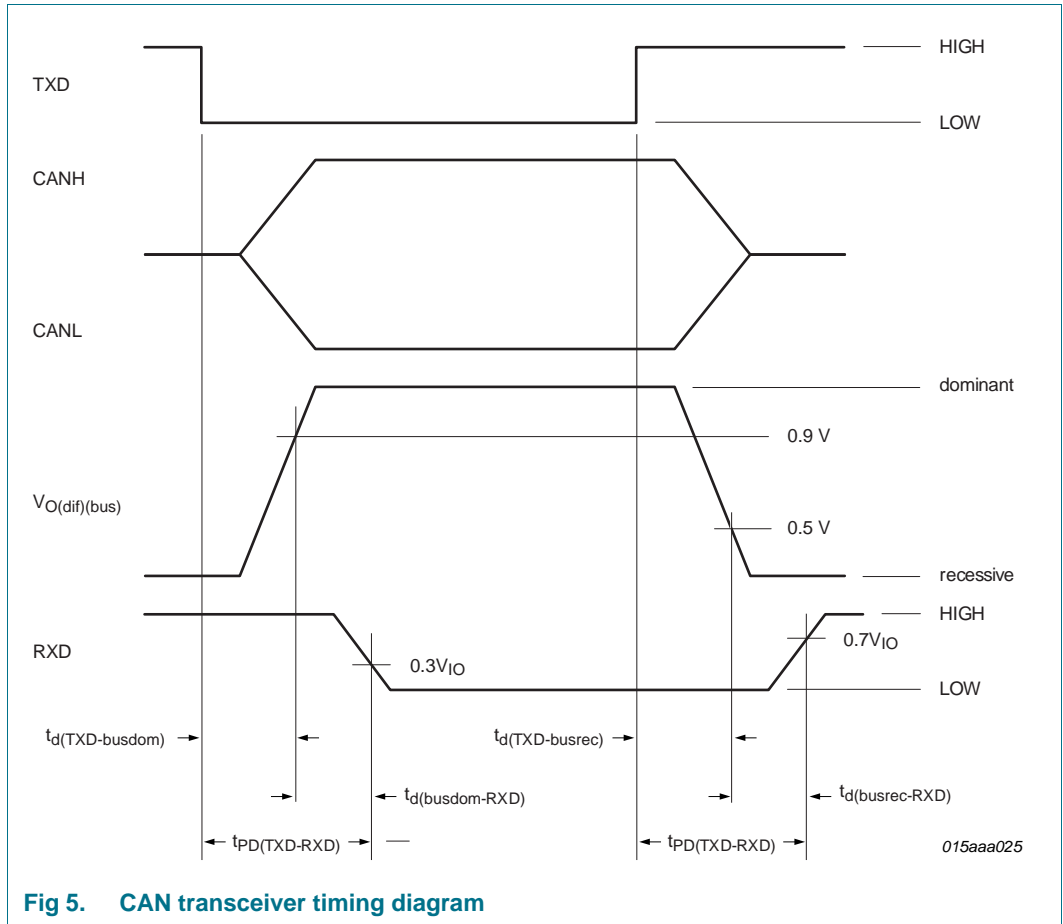 HIGH
TXD
LOW
CANH
CANL
dominant
0.9 V
VO(dif)(bus)
0.5 V
recessive
HIGH
RXD
0.7VIO
0.3VIO
LOW
td(TXD-busdom)
td(TXD-busrec)
td(busdom-RXD)
td(busrec-RXD)
tPD(TXD-RXD)
tPD(TXD-RXD)
015aaa025
Fig 5. CAN transceiver timing diagram